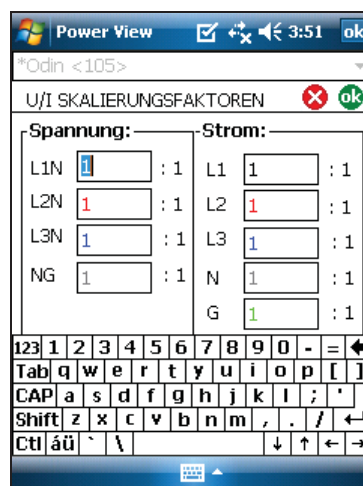 Power View 3:51 ok
*Odin <105>
U/I SKALIERUNGSFAKTOREN ok
Spannung: Strom:
L1N 1 : 1 L1 1 : 1
L2N 1 : 1 L2 1 : 1
L3N 1 : 1 L3 1 : 1
NG 1 : 1 N 1 : 1
G 1 : 1
123 1 2 3 4 5 6 7 8 9 0 - = ←
Tab q w e r t y u i o p [ ]
CAP a s d f g h j k l ; '
Shift z x c v b n m , . / ↵
Ctl áü ` \ ↓ ↑ ← →